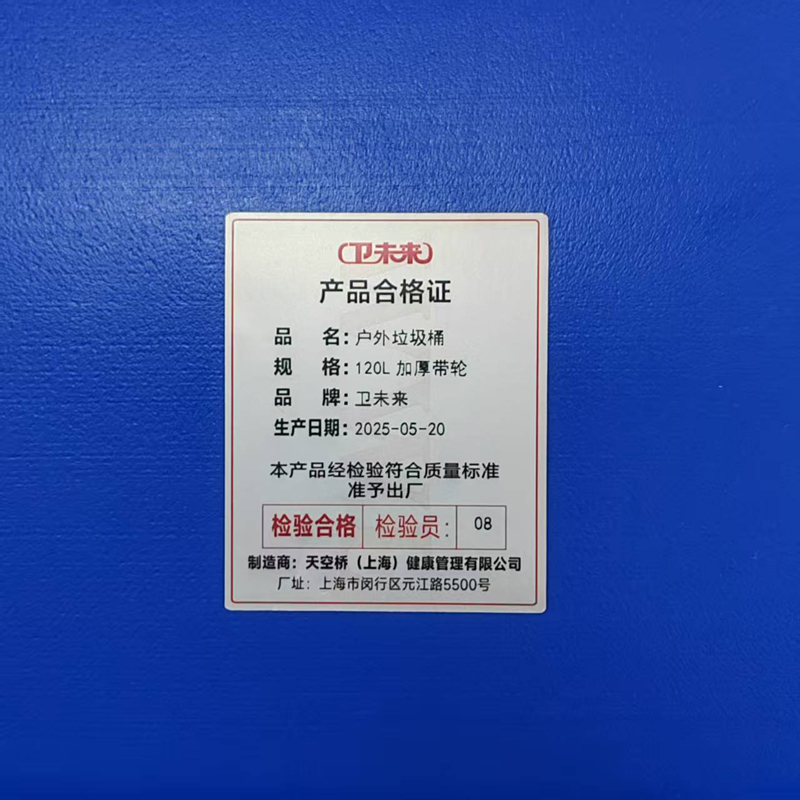 卫未来
产品合格证
品 名：户外垃圾桶
规 格：120L 加厚带轮
品 牌：卫未来
生产日期：2025-05-20
本产品经检验符合质量标准
准予出厂
检验合格 检验员： 08
制造商：天空桥（上海）健康管理有限公司
厂址：上海市闵行区元江路5500号